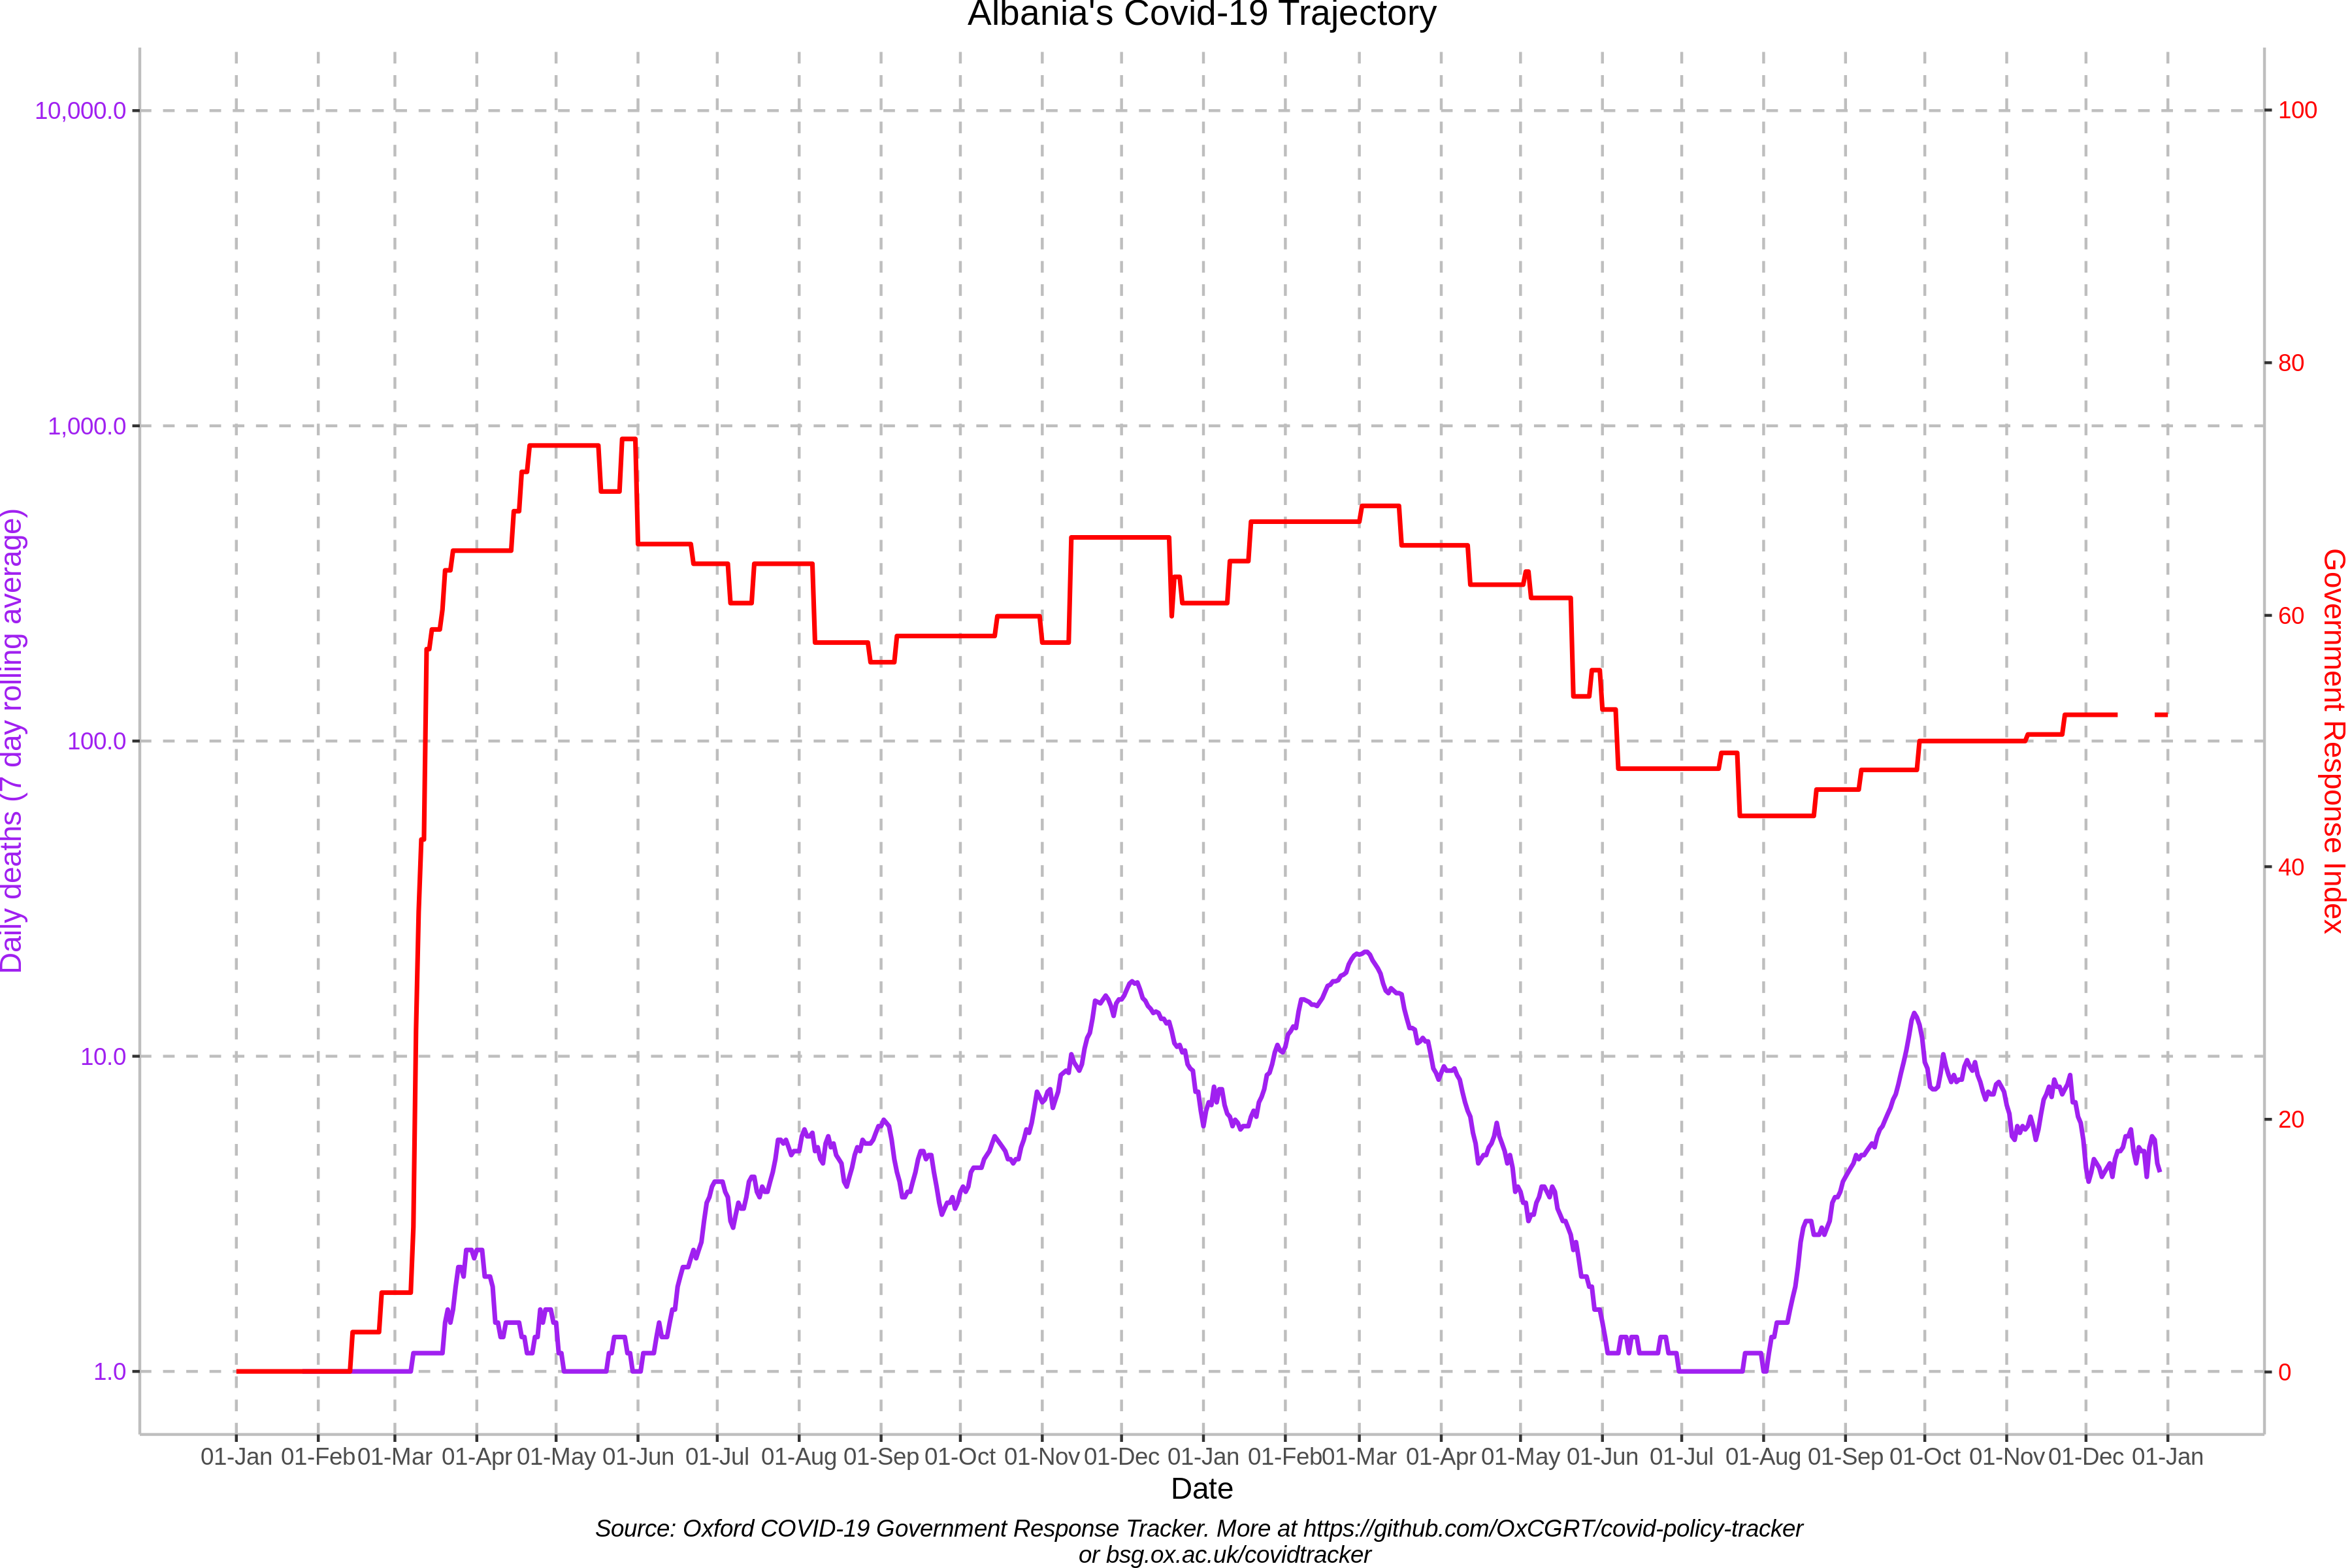 Albania's Covid-19 Trajectory
Daily deaths (7 day rolling average)
10,000.0
1,000.0
100.0
10.0
1.0
100
80
60
40
20
0
Government Response Index
01-Jan 01-Feb 01-Mar 01-Apr 01-May 01-Jun 01-Jul 01-Aug 01-Sep 01-Oct 01-Nov 01-Dec 01-Jan 01-Feb 01-Mar 01-Apr 01-May 01-Jun 01-Jul 01-Aug 01-Sep 01-Oct 01-Nov 01-Dec 01-Jan
Date
Source: Oxford COVID-19 Government Response Tracker. More at https://github.com/OxCGRT/covid-policy-tracker
or bsg.ox.ac.uk/covidtracker